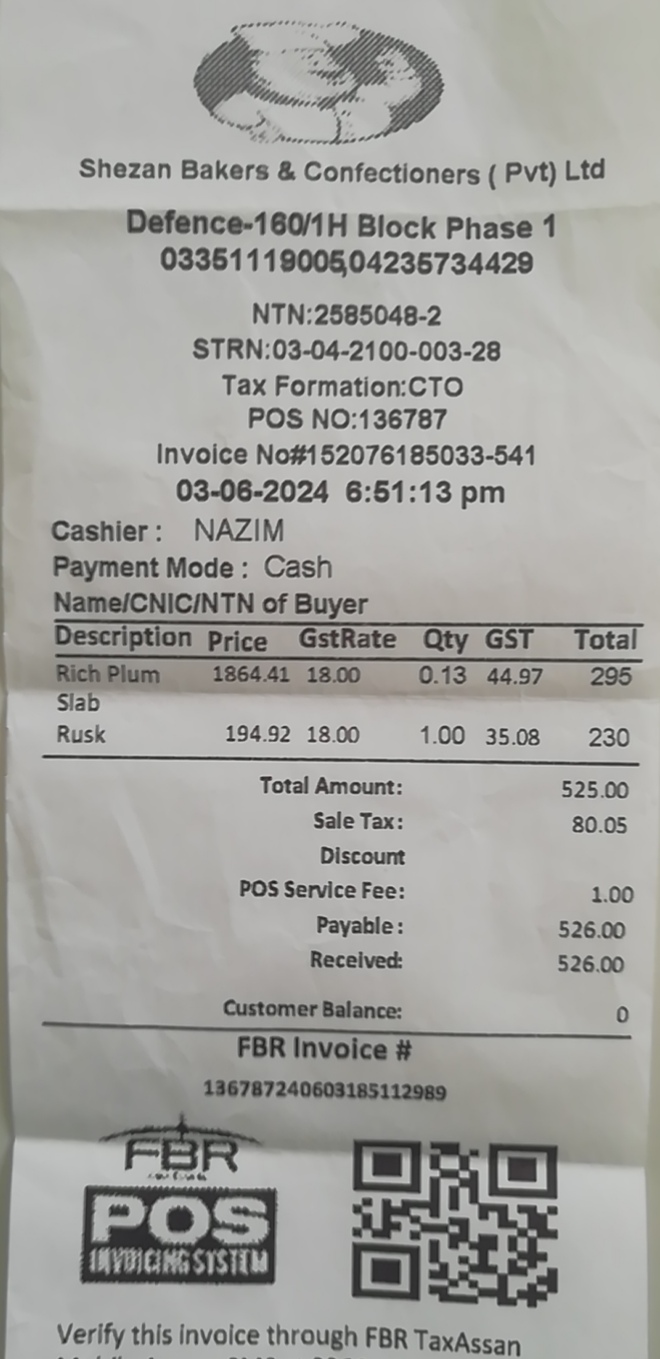 Shezan Bakers & Confectioners ( Pvt) Ltd
Defence-160/1H Block Phase 1
03351119005,04235734429
NTN:2585048-2
STRN:03-04-2100-003-28
Tax Formation:CTO
POS NO:136787
Invoice No#152076185033-541
03-06-2024 6:51:13 pm
Cashier : NAZIM
Payment Mode : Cash
Name/CNIC/NTN of Buyer
Description Price GstRate Qty GST Total
Rich Plum 1864.41 18.00 0.13 44.97 295
Slab
Rusk 194.92 18.00 1.00 35.08 230
Total Amount: 525.00
Sale Tax: 80.05
Discount
POS Service Fee: 1.00
Payable: 526.00
Received: 526.00
Customer Balance: 0
FBR Invoice #
136787240603185112989
FBR
POS
INVOICING SYSTEM
Verify this invoice through FBR TaxAssan